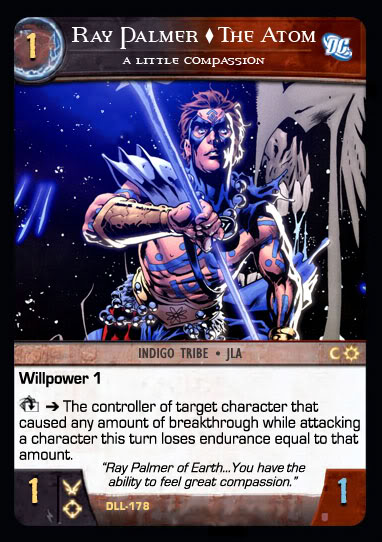 1
RAY PALMER ♦ THE ATOM
DC
A LITTLE COMPASSION
INDIGO TRIBE • JLA
C
Willpower 1
➔ The controller of target character that
caused any amount of breakthrough while attacking
a character this turn loses endurance equal to that
amount.
"Ray Palmer of Earth...You have the
ability to feel great compassion."
1
DLL-178
1